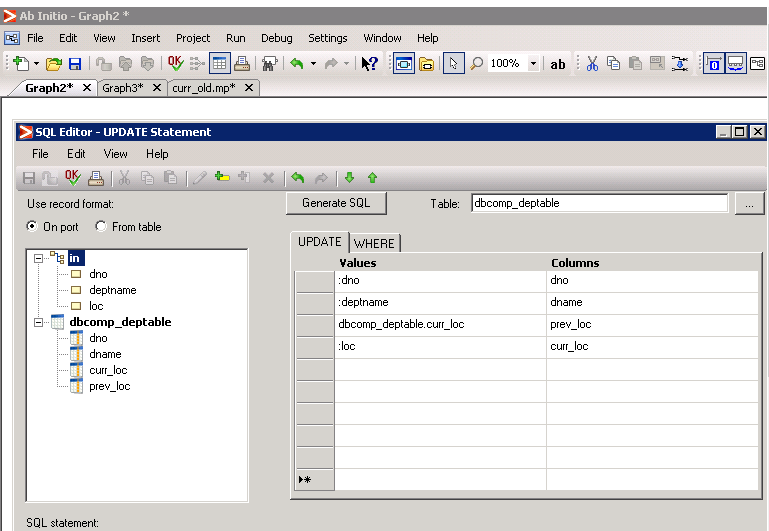 Ab Initio - Graph2 *
File Edit View Insert Project Run Debug Settings Window Help
OK 100% ab
Graph2* X Graph3* X curr_old.mp* X
SQL Editor - UPDATE Statement
File Edit View Help
OK
Use record format: Generate SQL Table: dbcomp_deptable ...
On port From table
UPDATE WHERE
in
dno
deptname
loc
dbcomp_deptable
dno
dname
curr_loc
prev_loc
Values Columns
:dno dno
:deptname dname
dbcomp_deptable.curr_loc prev_loc
:loc curr_loc
SQL statement: